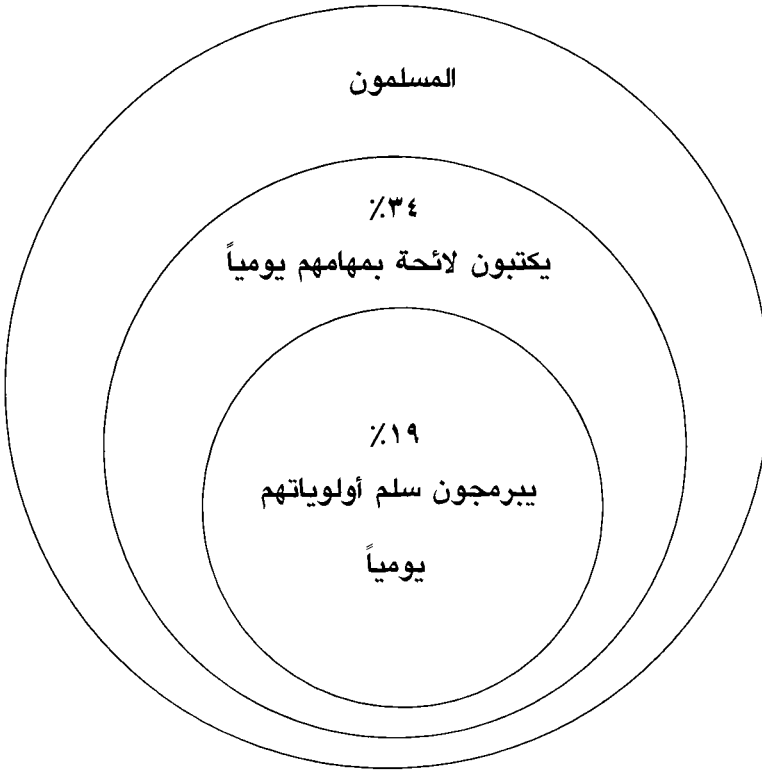 المسلمون
٪٣٤
يكتبون لائحة بمهامهم يومياً
٪١٩
يبرمجون سلم أولوياتهم
يومياً